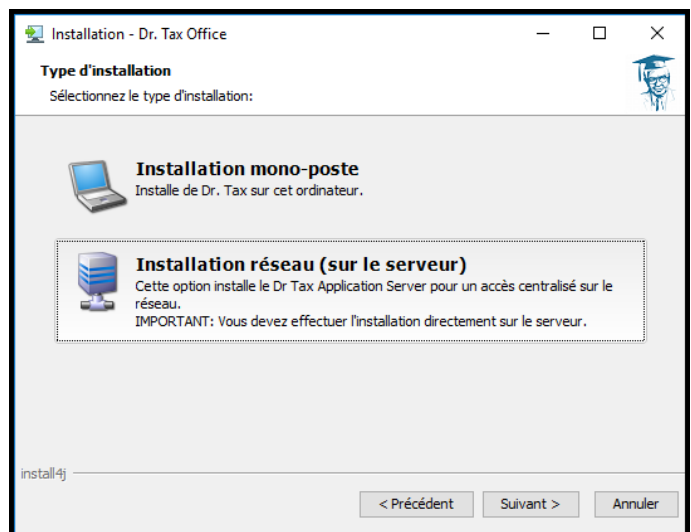 Installation - Dr. Tax Office
Type d'installation
Sélectionnez le type d'installation:
Installation mono-poste
Installe de Dr. Tax sur cet ordinateur.
Installation réseau (sur le serveur)
Cette option installe le Dr Tax Application Server pour un accès centralisé sur le
réseau.
IMPORTANT: Vous devez effectuer l'installation directement sur le serveur.
install4j
< Précédent
Suivant >
Annuler